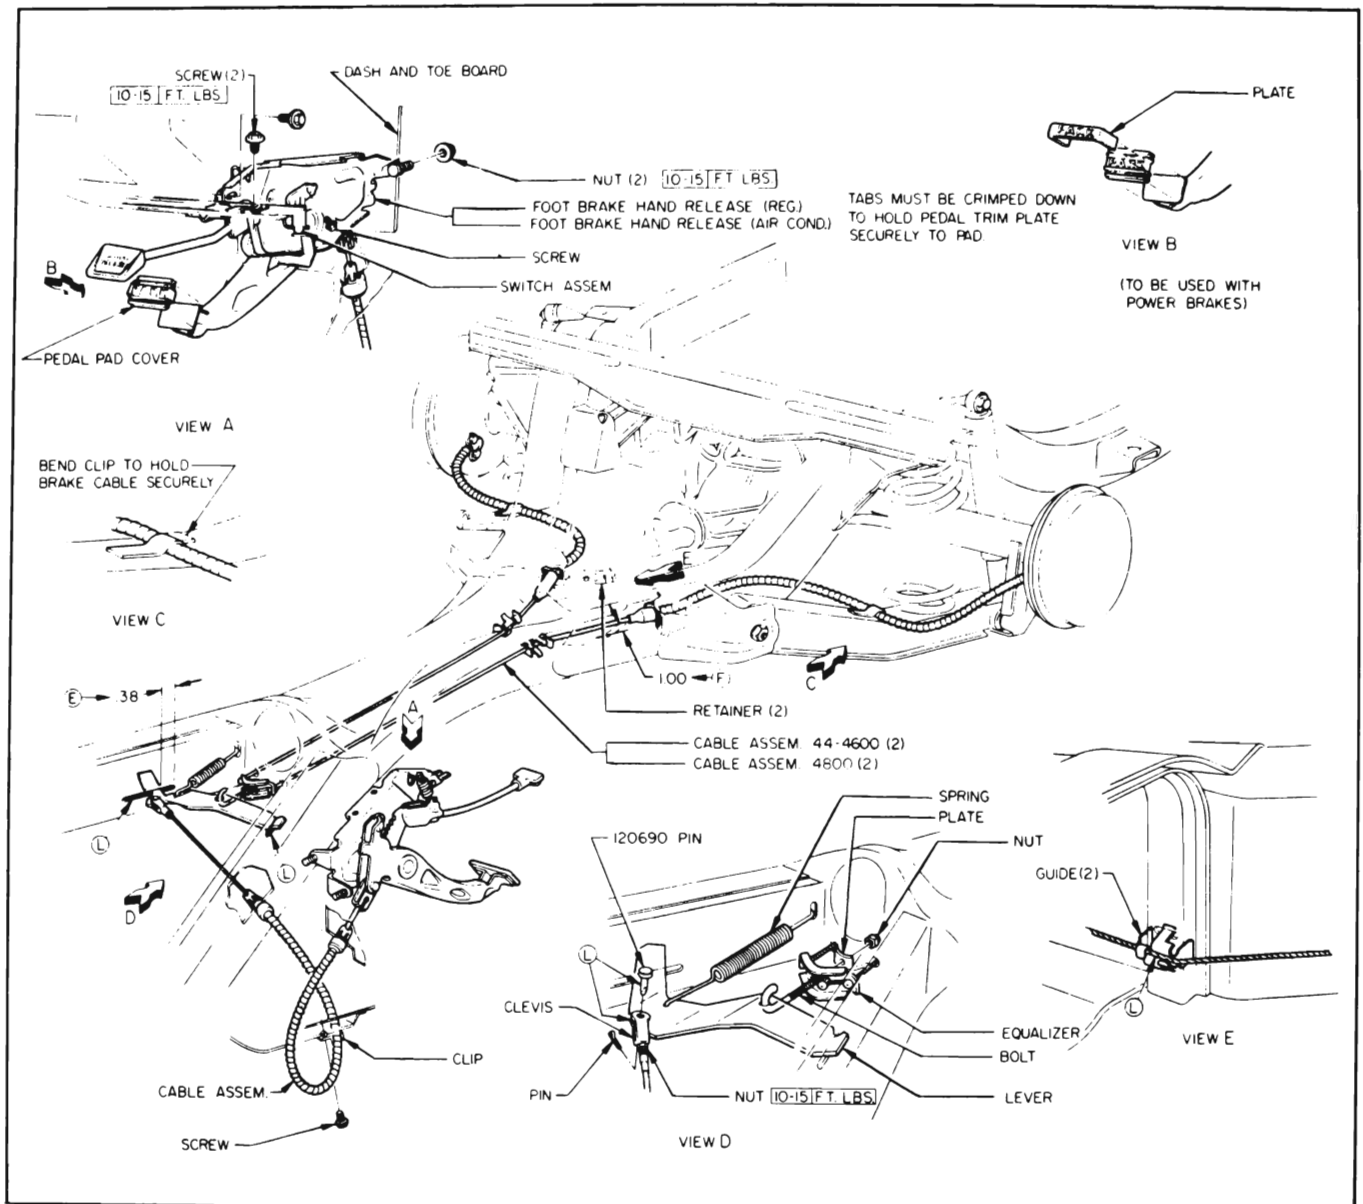 SCREW (2)
10-15 FT. LBS.
DASH AND TOE BOARD
NUT (2) 10-15 FT LBS.
FOOT BRAKE HAND RELEASE (REG.)
FOOT BRAKE HAND RELEASE (AIR COND.)
SCREW
SWITCH ASSEM
B
PEDAL PAD COVER
VIEW A
PLATE
TABS MUST BE CRIMPED DOWN
TO HOLD PEDAL TRIM PLATE
SECURELY TO PAD.
VIEW B
(TO BE USED WITH
POWER BRAKES)
BEND CLIP TO HOLD
BRAKE CABLE SECURELY
VIEW C
E
C
1.00 (F)
RETAINER (2)
CABLE ASSEM. 44-4600 (2)
CABLE ASSEM. 4800 (2)
(E) .38
A
(L)
(L)
D
CLIP
CABLE ASSEM.
SCREW
120690 PIN
SPRING
PLATE
NUT
(L)
CLEVIS
PIN
NUT 10-15 FT. LBS.
EQUALIZER
BOLT
LEVER
VIEW D
GUIDE (2)
(L)
VIEW E